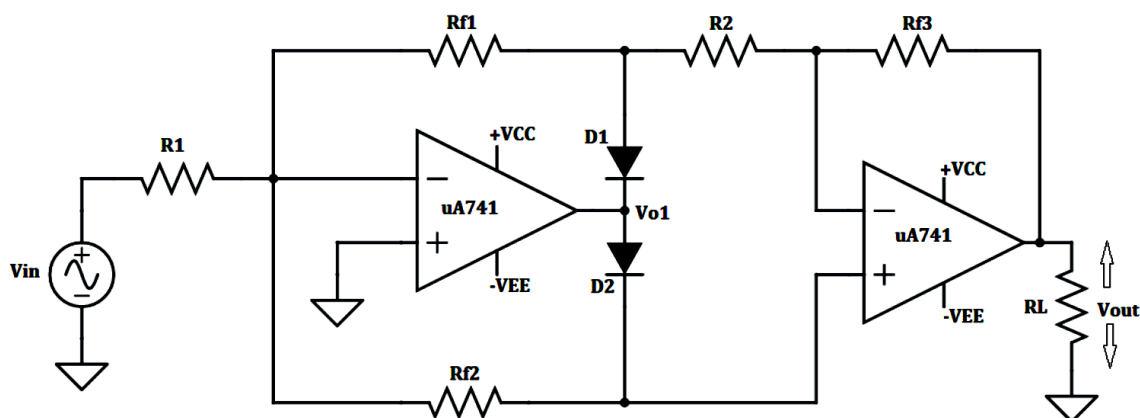 Rf1
R2
Rf3
R1
+VCC
D1
uA741
Vo1
+VCC
uA741
Vin
D2
-VEE
-VEE
RL
Vout
Rf2